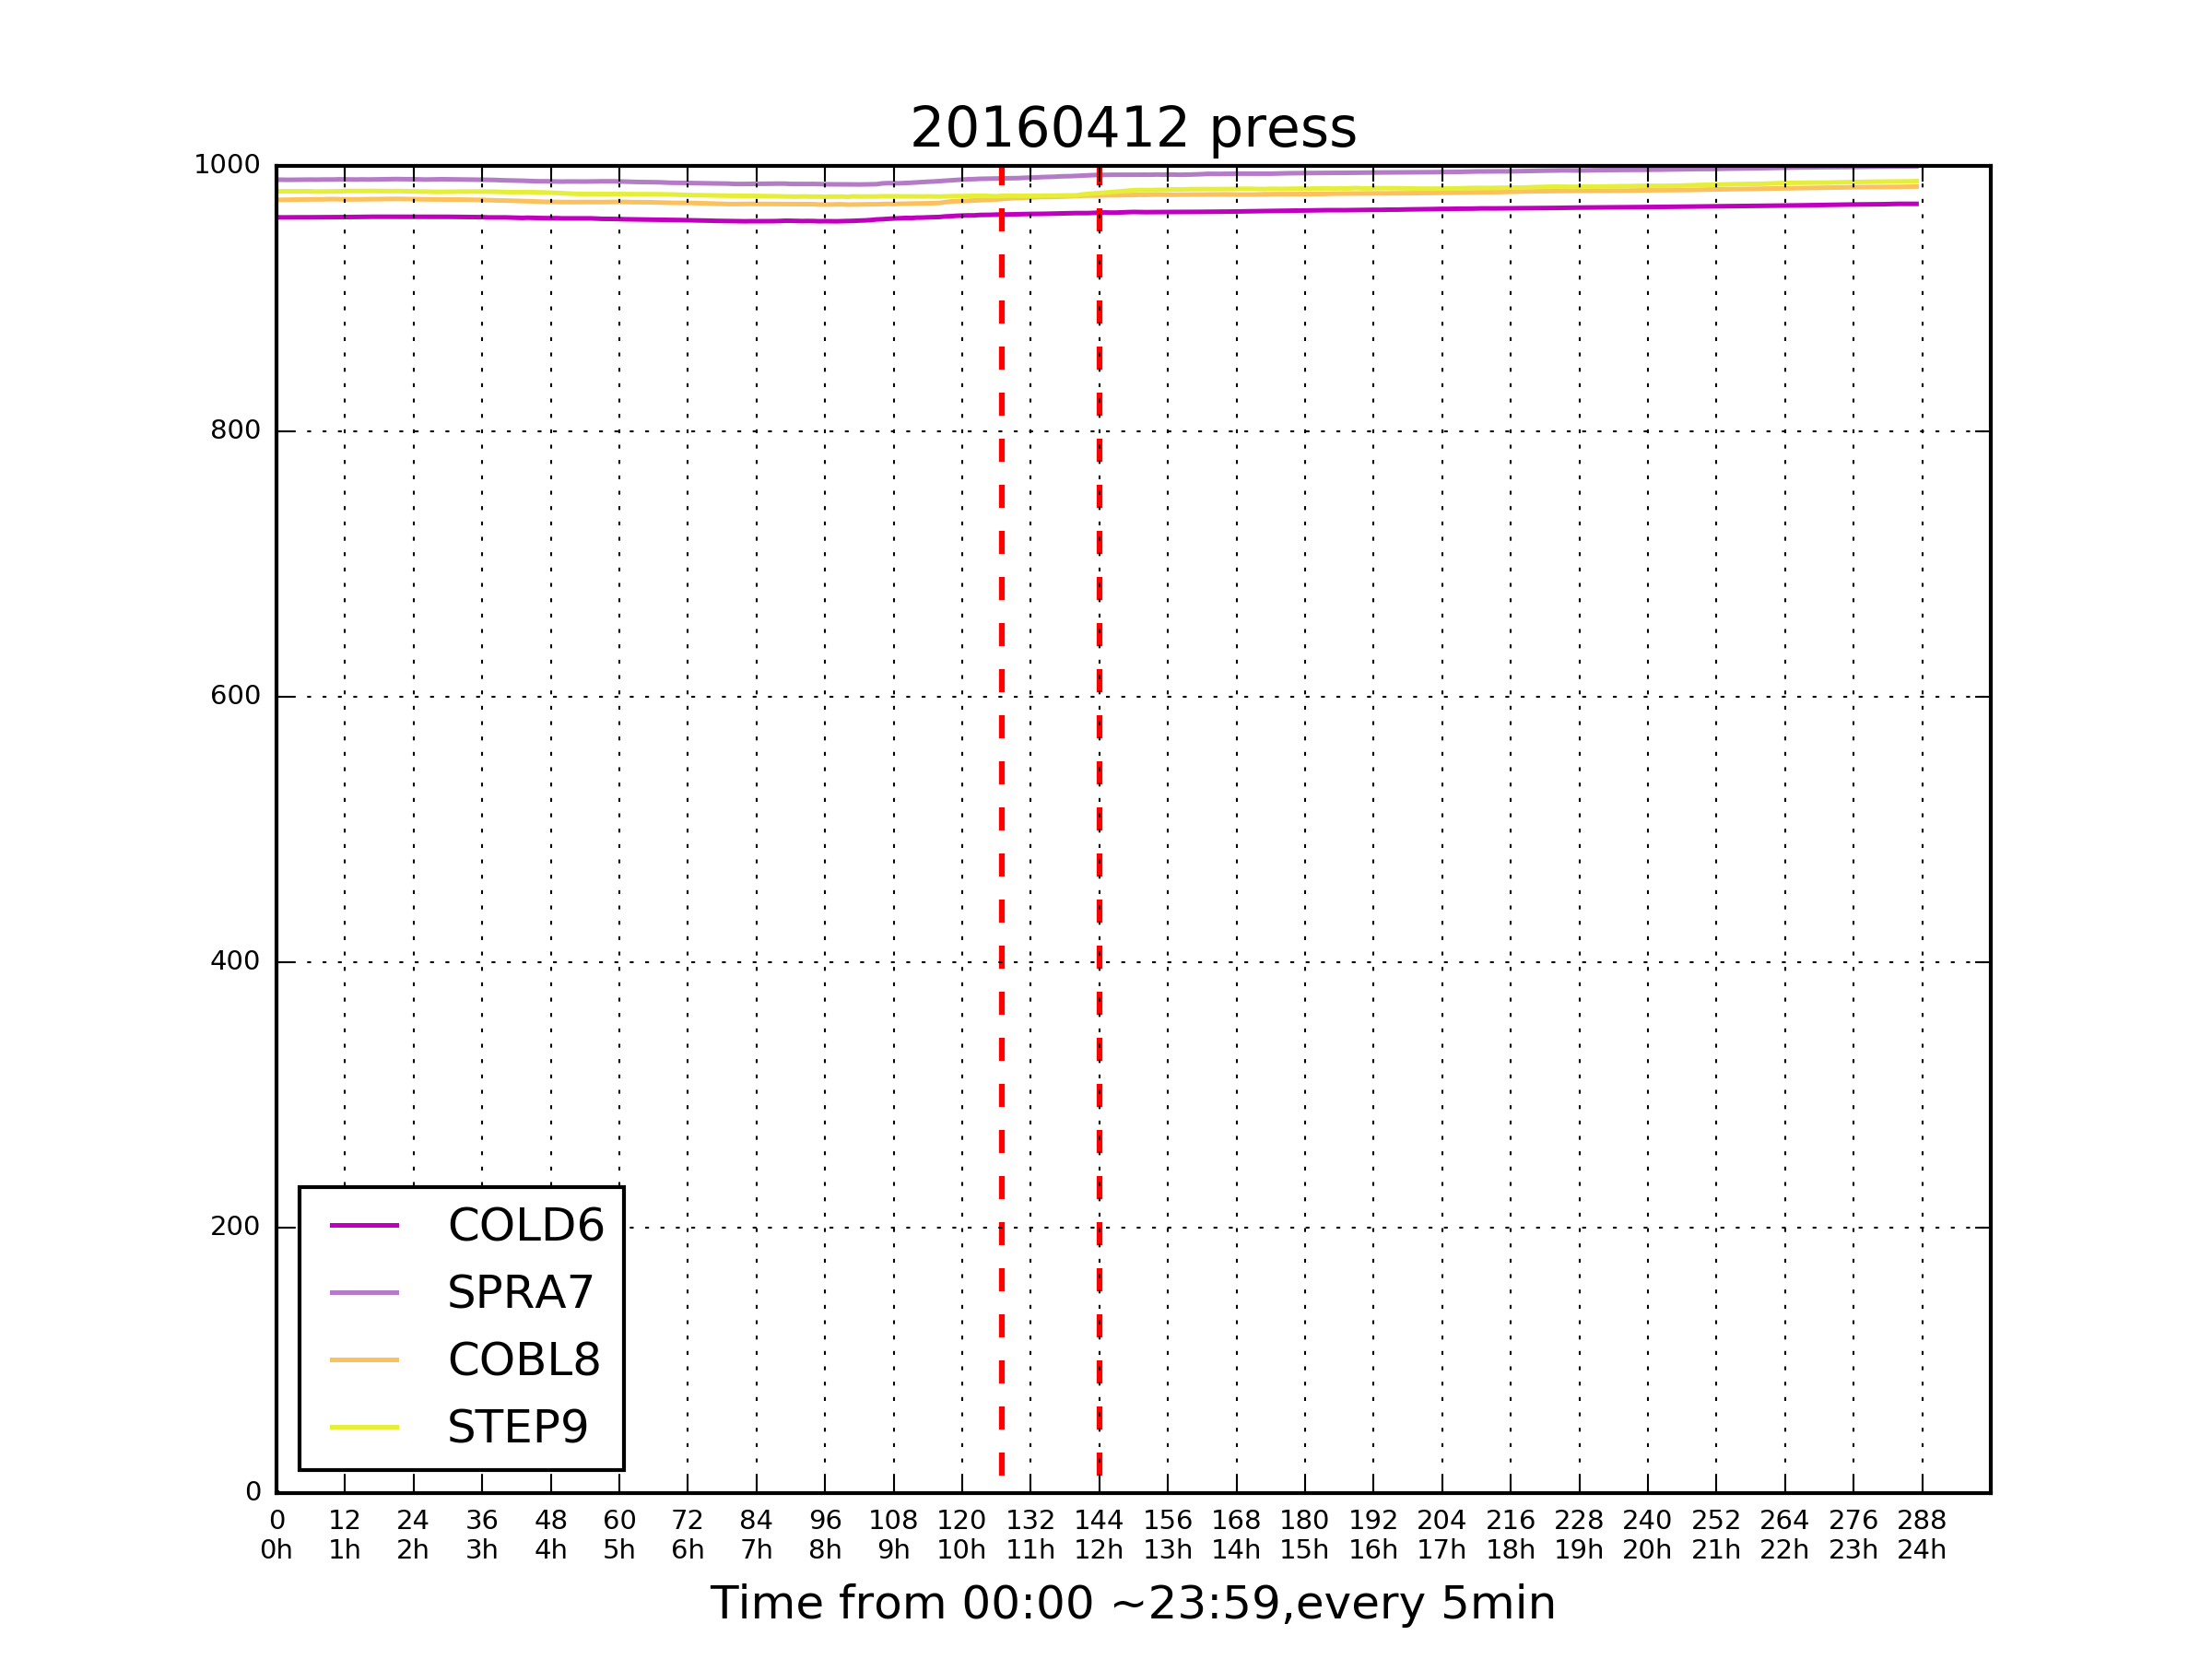 20160412 press
1000
800
600
400
200
0
COLD6
SPRA7
COBL8
STEP9
0 12 24 36 48 60 72 84 96 108 120 132 144 156 168 180 192 204 216 228 240 252 264 276 288
0h 1h 2h 3h 4h 5h 6h 7h 8h 9h 10h 11h 12h 13h 14h 15h 16h 17h 18h 19h 20h 21h 22h 23h 24h
Time from 00:00 ~23:59,every 5min